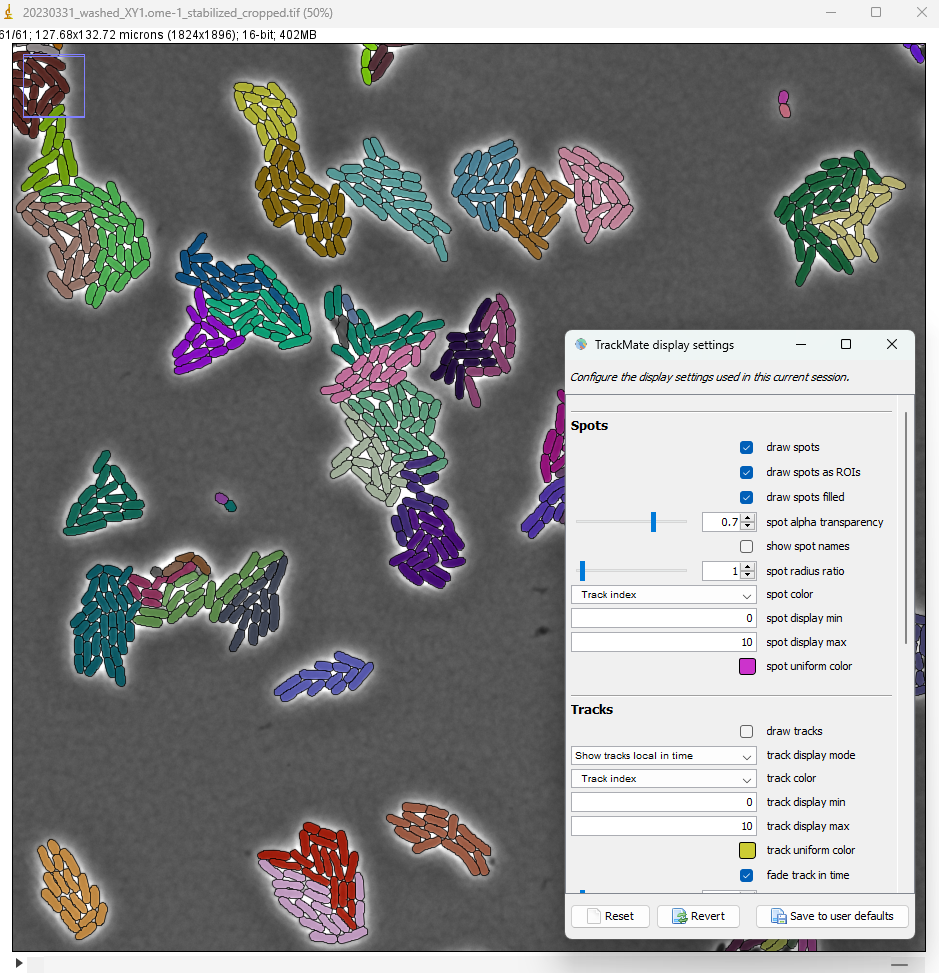 20230331_washed_XY1.ome-1_stabilized_cropped.tif (50%)
61/61; 127.68x132.72 microns (1824x1896); 16-bit; 402MB
TrackMate display settings
Configure the display settings used in this current session.
Spots
draw spots
draw spots as ROIs
draw spots filled
0.7 spot alpha transparency
show spot names
1 spot radius ratio
Track index spot color
0 spot display min
10 spot display max
spot uniform color
Tracks
draw tracks
Show tracks local in time track display mode
Track index track color
0 track display min
10 track display max
track uniform color
fade track in time
Reset Revert Save to user defaults